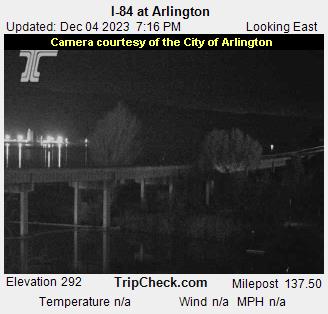 I-84 at Arlington
Updated: Dec 04 2023 7:16 PM Looking East
Camera courtesy of the City of Arlington
Elevation 292 TripCheck.com Milepost 137.50
Temperature n/a Wind n/a MPH n/a